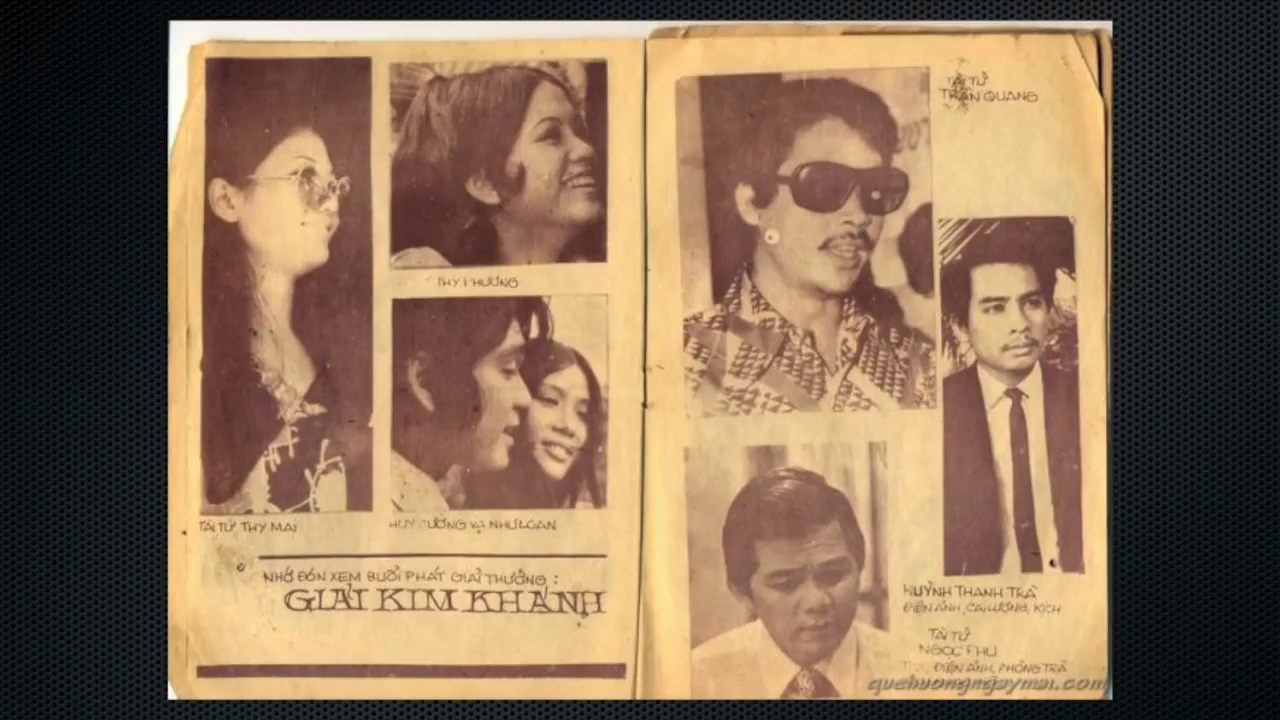 THY PHƯƠNG
TÀI TỬ THY MAI
HUY CƯỜNG VÀ NHƯ LOAN
NHỚ ĐÓN XEM BUỔI PHÁT GIẢI THƯỞNG :
GIẢI KIM KHÁNH
TÀI TỬ
TRẦN QUANG
HUỲNH THANH TRÀ
ĐIỆN ẢNH, CẢI LƯƠNG, KỊCH
TÀI TỬ
NGỌC PHU
ĐIỆN ẢNH, PHÒNG TRÀ
quehuongngaymai.com